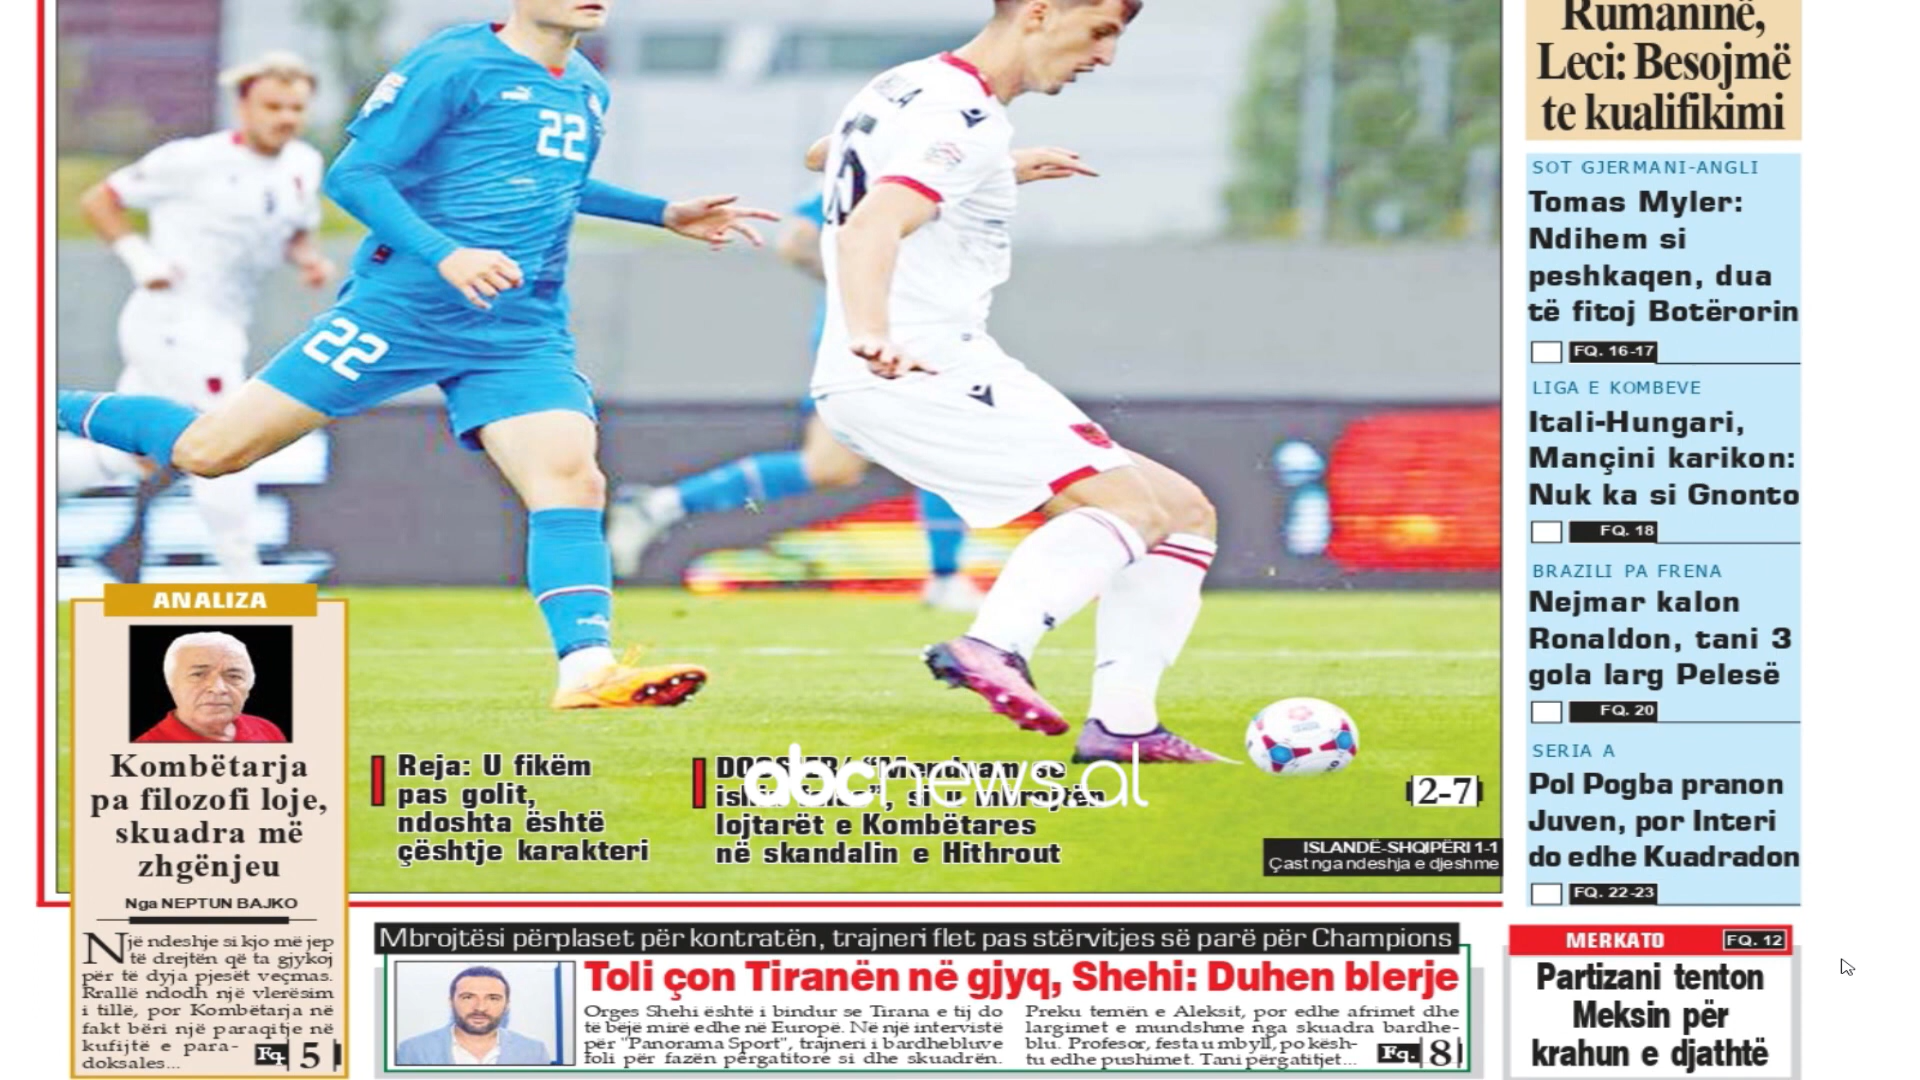 Rumaninë,
Leci: Besojmë
te kualifikimi
SOT GJERMANI-ANGLI
Tomas Myler:
Ndihem si
peshkaqen, dua
të fitoj Botërorin
FQ. 16-17
LIGA E KOMBEVE
Itali-Hungari,
Mançini karikon:
Nuk ka si Gnonto
FQ. 18
BRAZILI PA FRENA
Nejmar kalon
Ronaldon, tani 3
gola larg Pelesë
FQ. 20
SERIA A
Pol Pogba pranon
Juven, por Interi
do edhe Kuadradon
FQ. 22-23
22
22
ANALIZA
Kombëtarja
pa filozofi loje,
skuadra më
zhgënjeu
Nga NEPTUN BAJKO
Një ndeshje si kjo më jep
të drejtën që ta gjykoj
për të dyja pjesët veçmas.
Rrallë ndodh një vlerësim
i tillë, por Kombëtarja në
fakt bëri një paraqitje në
kufijtë e para-
doksales...
Fq. 5
Reja: U fikëm
pas golit,
ndoshta është
çështje karakteri
DOSSIER/ "Menduam se
si u mbrojtën
lojtarët e Kombëtares
në skandalin e Hithrout
abcnews.al
2-7
ISLANDË-SHQIPËRI 1-1
Çast nga ndeshja e djeshme
Mbrojtësi përplaset për kontratën, trajneri flet pas stërvitjes së parë për Champions
Toli çon Tiranën në gjyq, Shehi: Duhen blerje
Orges Shehi është i bindur se Tirana e tij do
të bëjë mirë edhe në Europë. Në një intervistë
për "Panorama Sport", trajneri i bardhebluve
foli për fazën përgatitore si dhe skuadrën.
Preku temën e Aleksit, por edhe afrimet dhe
largimet e mundshme nga skuadra bardhe-
blu. Profesor, festa u mbyll, po kësh-
tu edhe pushimet. Tani përgatitjet...
Fq. 8
MERKATO
FQ. 12
Partizani tenton
Meksin për
krahun e djathtë